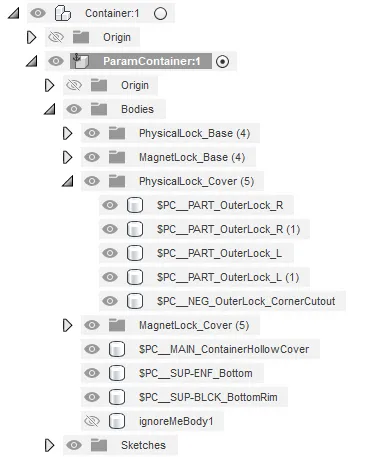 Container:1
Origin
ParamContainer:1
Origin
Bodies
PhysicalLock_Base (4)
MagnetLock_Base (4)
PhysicalLock_Cover (5)
$PC__PART_OuterLock_R
$PC__PART_OuterLock_R (1)
$PC__PART_OuterLock_L
$PC__PART_OuterLock_L (1)
$PC__NEG_OuterLock_CornerCutout
MagnetLock_Cover (5)
$PC__MAIN_ContainerHollowCover
$PC__SUP-ENF_Bottom
$PC__SUP-BLCK_BottomRim
ignoreMeBody1
Sketches